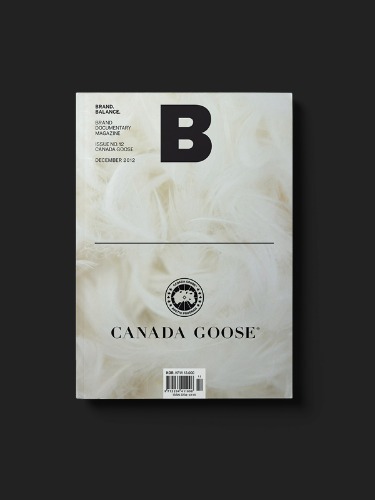 BRAND.
BALANCE.
BRAND
DOCUMENTARY
MAGAZINE
ISSUE NO. 12
CANADA GOOSE
DECEMBER 2012
B
CANADA GOOSE®